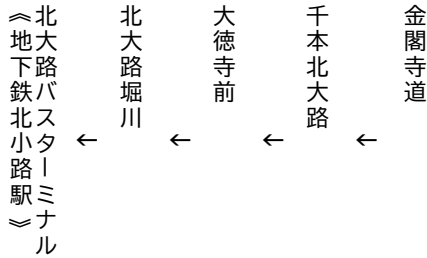 金閣寺道
←
千本北大路
←
大徳寺前
←
北大路堀川
←
北大路バスターミナル
《地下鉄北小路駅》